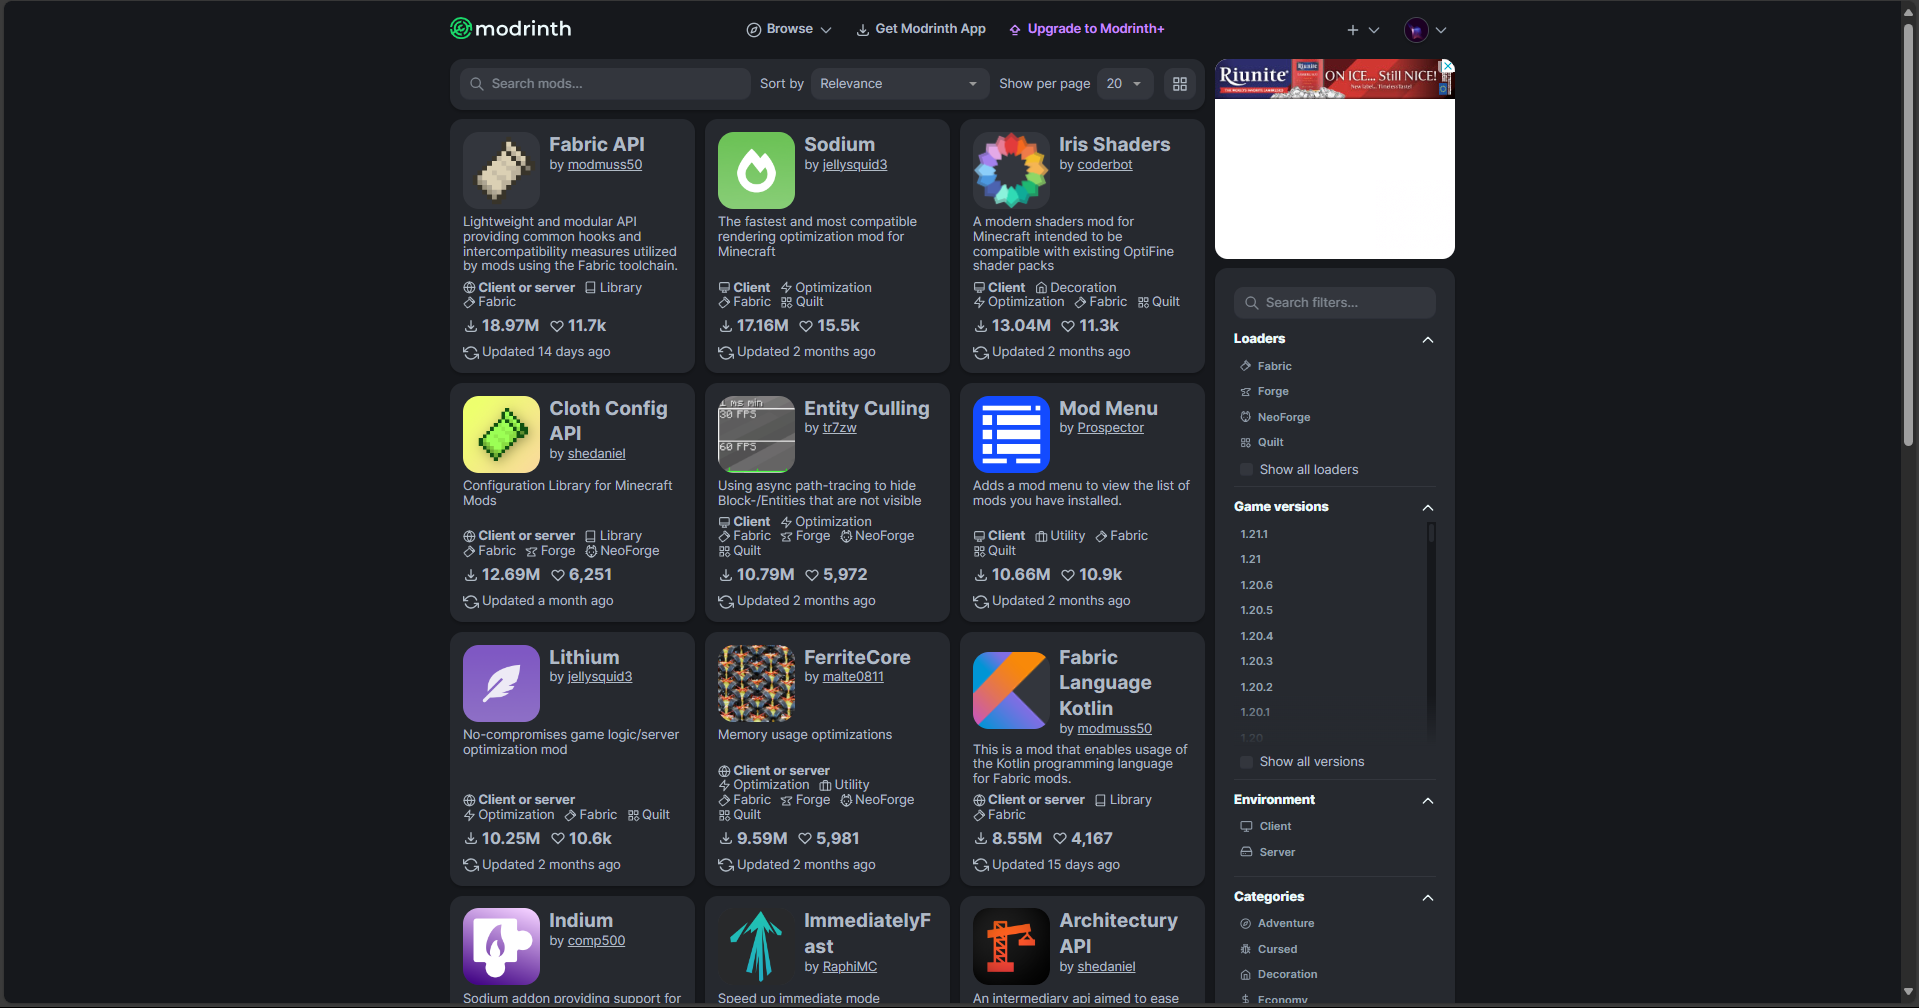 modrinth
Browse
Get Modrinth App
Upgrade to Modrinth+
Search mods...
Sort by
Relevance
Show per page
20
Riunite
ON ICE... Still NICE!
Fabric API
by modmuss50
Lightweight and modular API
providing common hooks and
intercompatibility measures utilized
by mods using the Fabric toolchain.
Client or server Library
Fabric
18.97M 11.7k
Updated 14 days ago
Sodium
by jellysquid3
The fastest and most compatible
rendering optimization mod for
Minecraft
Client Optimization
Fabric Quilt
17.16M 15.5k
Updated 2 months ago
Iris Shaders
by coderbot
A modern shaders mod for
Minecraft intended to be
compatible with existing OptiFine
shader packs
Client Decoration
Optimization Fabric Quilt
13.04M 11.3k
Updated 2 months ago
Cloth Config
API
by shedaniel
Configuration Library for Minecraft
Mods
Client or server Library
Fabric Forge NeoForge
12.69M 6,251
Updated a month ago
1 ms min
30 FPS
60 FPS
Entity Culling
by tr7zw
Using async path-tracing to hide
Block-/Entities that are not visible
Client Optimization
Fabric Forge NeoForge
Quilt
10.79M 5,972
Updated 2 months ago
Mod Menu
by Prospector
Adds a mod menu to view the list of
mods you have installed.
Client Utility Fabric
Quilt
10.66M 10.9k
Updated 2 months ago
Lithium
by jellysquid3
No-compromises game logic/server
optimization mod
Client or server
Optimization Fabric Quilt
10.25M 10.6k
Updated 2 months ago
FerriteCore
by malte0811
Memory usage optimizations
Client or server
Optimization Utility
Fabric Forge NeoForge
Quilt
9.59M 5,981
Updated 2 months ago
Fabric
Language
Kotlin
by modmuss50
This is a mod that enables usage of
the Kotlin programming language
for Fabric mods.
Client or server Library
Fabric
8.55M 4,167
Updated 15 days ago
Indium
by comp500
Sodium addon providing support for
ImmediatelyF
ast
by RaphiMC
Speed up immediate mode
Architectury
API
by shedaniel
An intermediary api aimed to ease
Search filters...
Loaders
Fabric
Forge
NeoForge
Quilt
Show all loaders
Game versions
1.21.1
1.21
1.20.6
1.20.5
1.20.4
1.20.3
1.20.2
1.20.1
1.20
Show all versions
Environment
Client
Server
Categories
Adventure
Cursed
Decoration
Economy